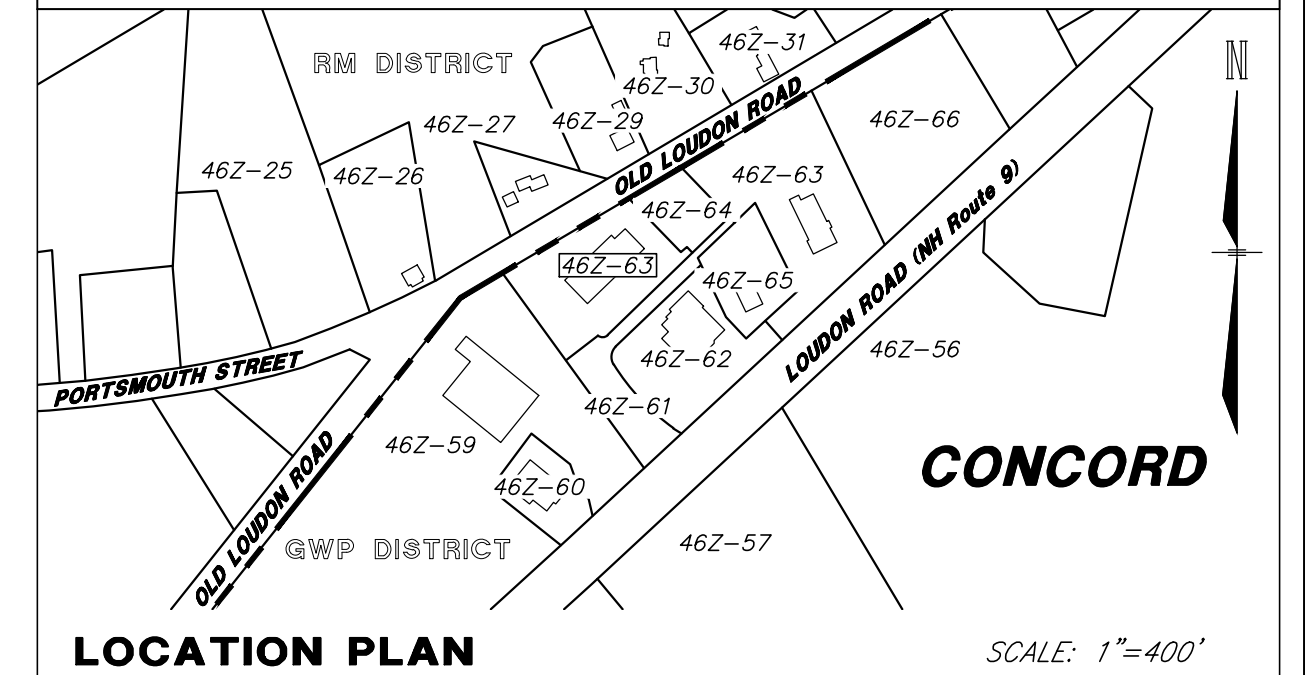 46Z-31
RM DISTRICT
N
46Z-30
46Z-27
46Z-29
OLD LOUDON ROAD
46Z-66
46Z-25
46Z-26
46Z-63
46Z-64
LOUDON ROAD (NH Route 9)
46Z-63
46Z-65
46Z-62
46Z-56
PORTSMOUTH STREET
46Z-61
46Z-59
CONCORD
46Z-60
OLD LOUDON ROAD
GWP DISTRICT
46Z-57
LOCATION PLAN
SCALE: 1"=400'